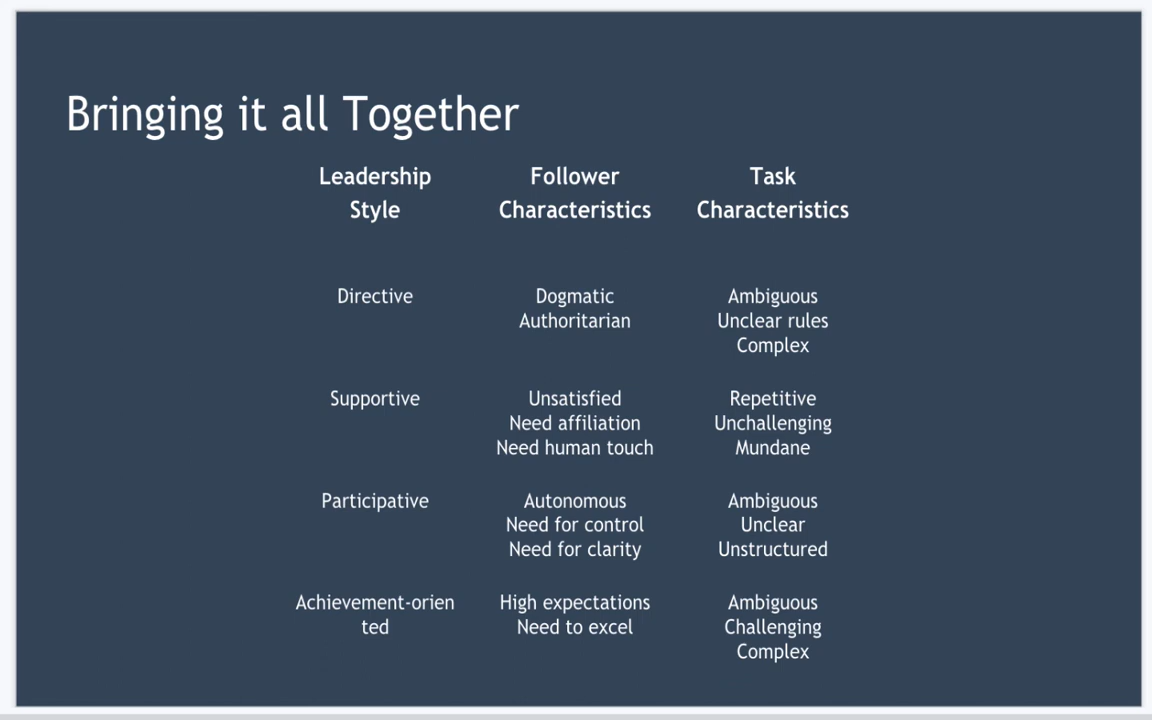 Bringing it all Together
Leadership Style
Follower Characteristics
Task Characteristics
Directive
Dogmatic
Authoritarian
Ambiguous
Unclear rules
Complex
Supportive
Unsatisfied
Need affiliation
Need human touch
Repetitive
Unchallenging
Mundane
Participative
Autonomous
Need for control
Need for clarity
Ambiguous
Unclear
Unstructured
Achievement-orien
ted
High expectations
Need to excel
Ambiguous
Challenging
Complex